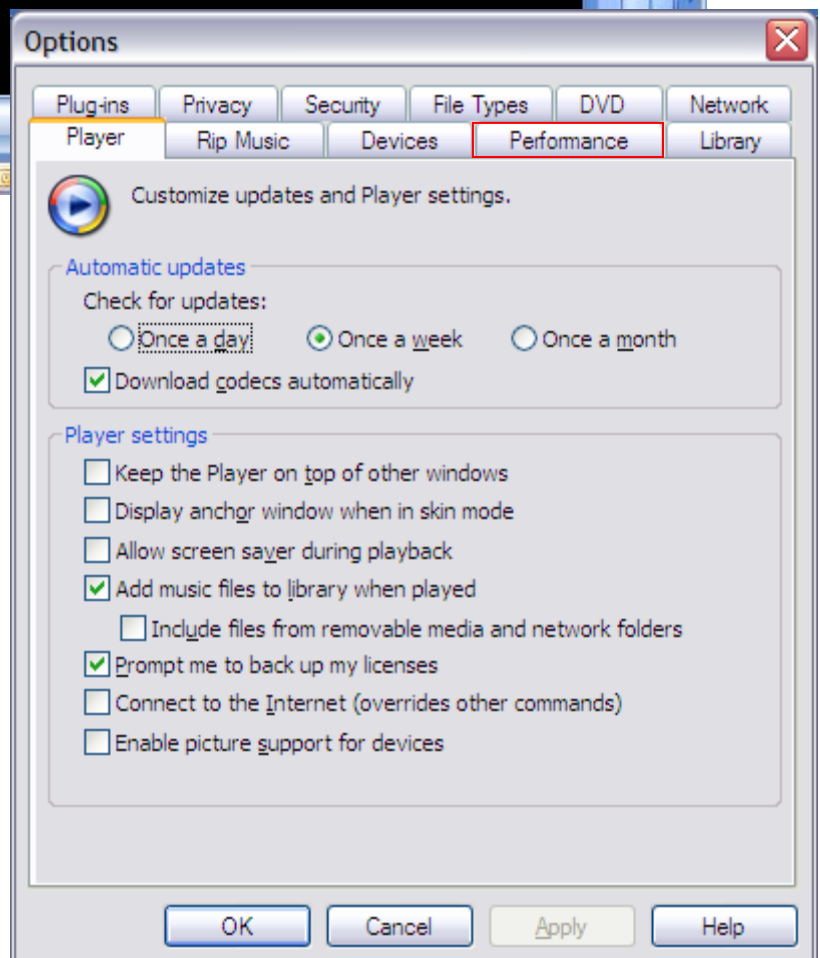 Options
Plug-ins Privacy Security File Types DVD Network
Player Rip Music Devices Performance Library
Customize updates and Player settings.
Automatic updates
Check for updates:
Once a day Once a week Once a month
Download codecs automatically
Player settings
Keep the Player on top of other windows
Display anchor window when in skin mode
Allow screen saver during playback
Add music files to library when played
Include files from removable media and network folders
Prompt me to back up my licenses
Connect to the Internet (overrides other commands)
Enable picture support for devices
OK Cancel Apply Help